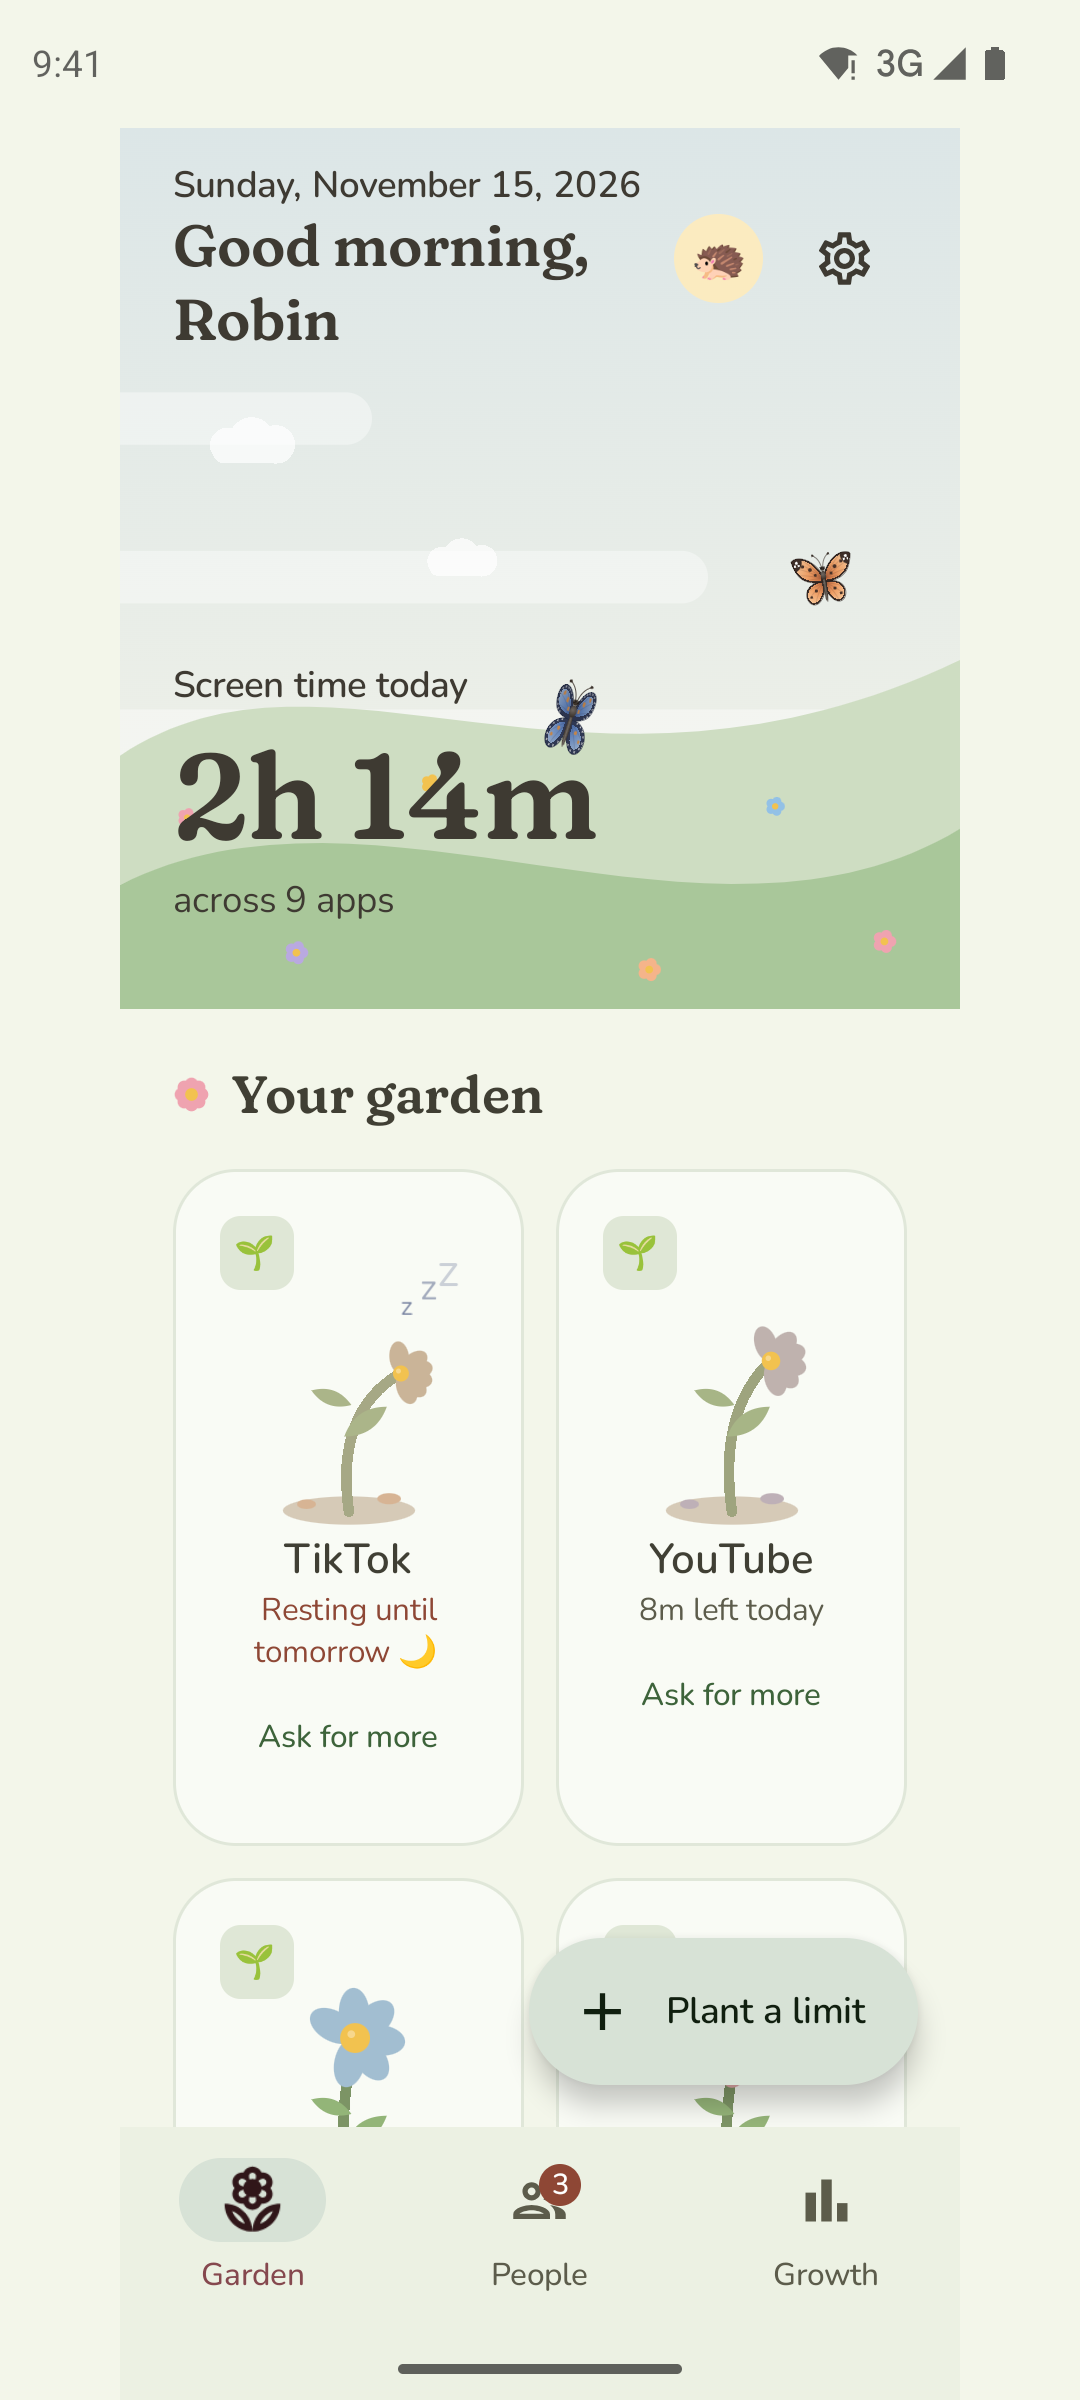 9:41
3G
Sunday, November 15, 2026
Good morning,
Robin
Screen time today
2h 14m
across 9 apps
Your garden
z z Z
TikTok
Resting until
tomorrow 🌙
Ask for more
YouTube
8m left today
Ask for more
Plant a limit
3
Garden
People
Growth